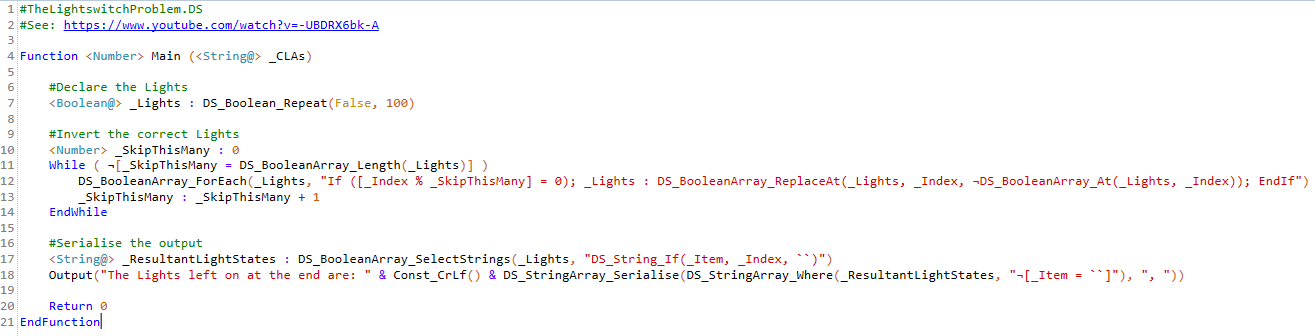 1 #TheLightswitchProblem.DS
2 #See: https://www.youtube.com/watch?v=-UBDRX6bk-A
3
4 Function <Number> Main (<String@> _CLAs)
5
6 #Declare the Lights
7 <Boolean@> _Lights : DS_Boolean_Repeat(False, 100)
8
9 #Invert the correct Lights
10 <Number> _SkipThisMany : 0
11 While ( ¬[_SkipThisMany = DS_BooleanArray_Length(_Lights)] )
12 DS_BooleanArray_ForEach(_Lights, "If ([_Index % _SkipThisMany] = 0); _Lights : DS_BooleanArray_ReplaceAt(_Lights, _Index, ¬DS_BooleanArray_At(_Lights, _Index)); EndIf")
13 _SkipThisMany : _SkipThisMany + 1
14 EndWhile
15
16 #Serialise the output
17 <String@> _ResultantLightStates : DS_BooleanArray_SelectStrings(_Lights, "DS_String_If(_Item, _Index, ``)")
18 Output("The Lights left on at the end are: " & Const_CrLf() & DS_StringArray_Serialise(DS_StringArray_Where(_ResultantLightStates, "¬[_Item = ``]"), ", "))
19
20 Return 0
21 EndFunction